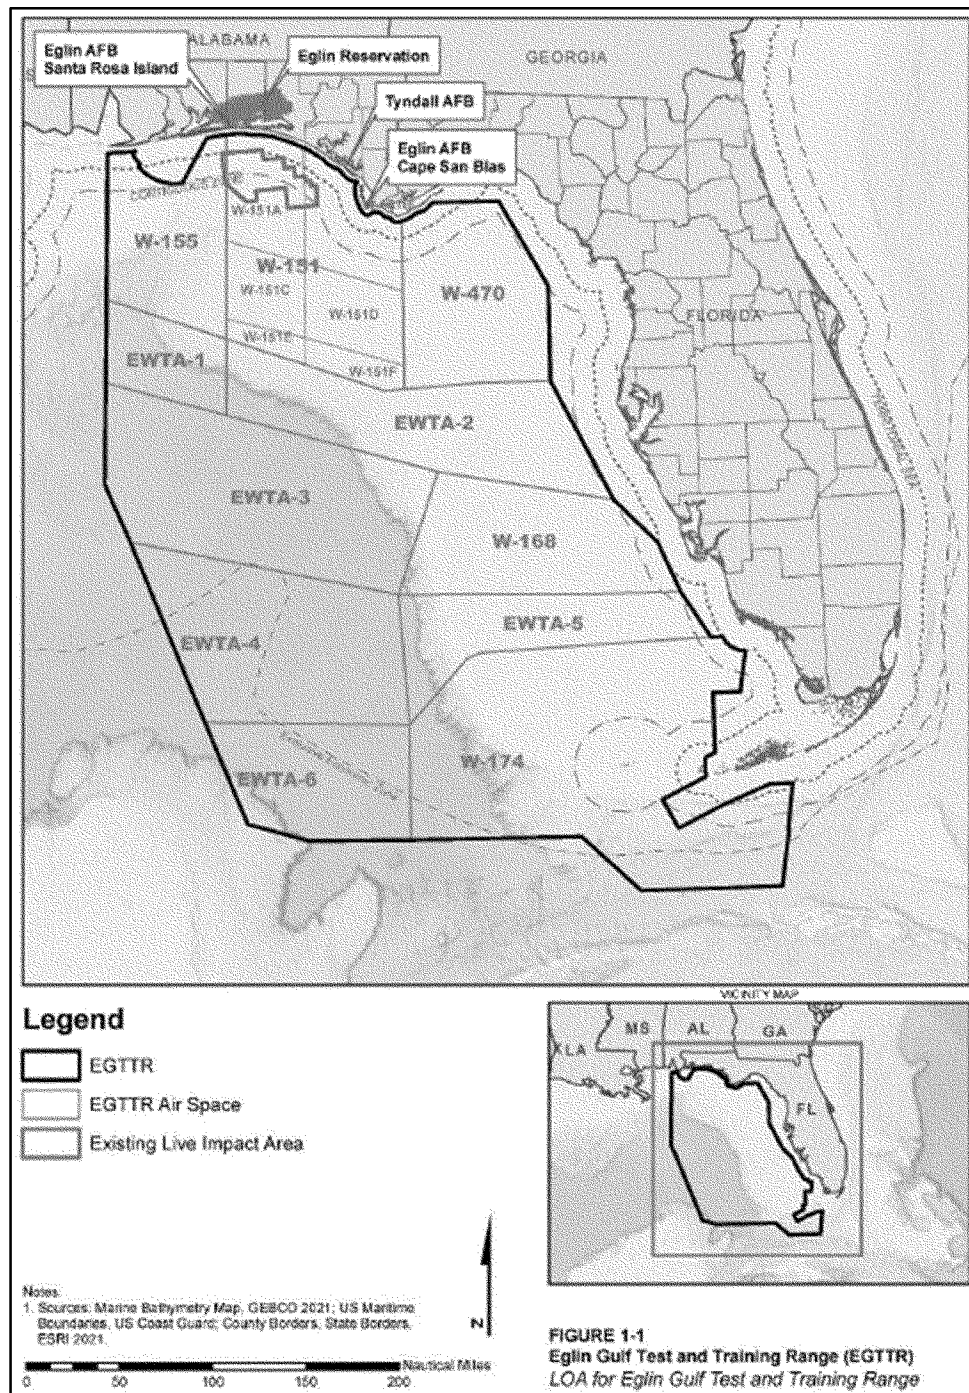 ALABAMA
Eglin AFB
Santa Rosa Island
Eglin Reservation
GEORGIA
Tyndall AFB
Eglin AFB
Cape San Blas
W-151A
W-155
W-151
W-151C
W-470
W-151D
FLORIDA
W-151E
EWTA-1
W-151F
EWTA-2
EWTA-3
W-168
EWTA-5
EWTA-4
W-174
EWTA-6
Legend
EGTTR
EGTTR Air Space
Existing Live Impact Area
VICINITY MAP
MS
AL
GA
LA
FL
N
Notes:
1. Sources: Marine Bathymetry Map, GEBCO 2021; US Maritime
Boundaries, US Coast Guard; County Borders, State Borders,
ESRI 2021.
Nautical Miles
0 50 100 150 200
FIGURE 1-1
Eglin Gulf Test and Training Range (EGTTR)
LOA for Eglin Gulf Test and Training Range